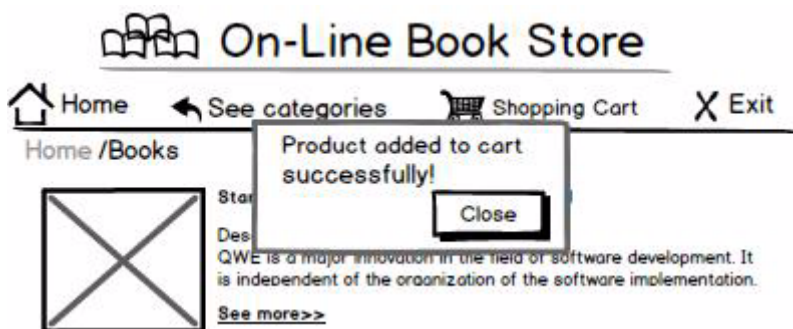 On-Line Book Store
Home See categories Shopping Cart X Exit
Home /Books
Product added to cart
successfully!
Close
QWE is a major innovation in the field of software development. It
is independent of the organization of the software implementation.
See more>>